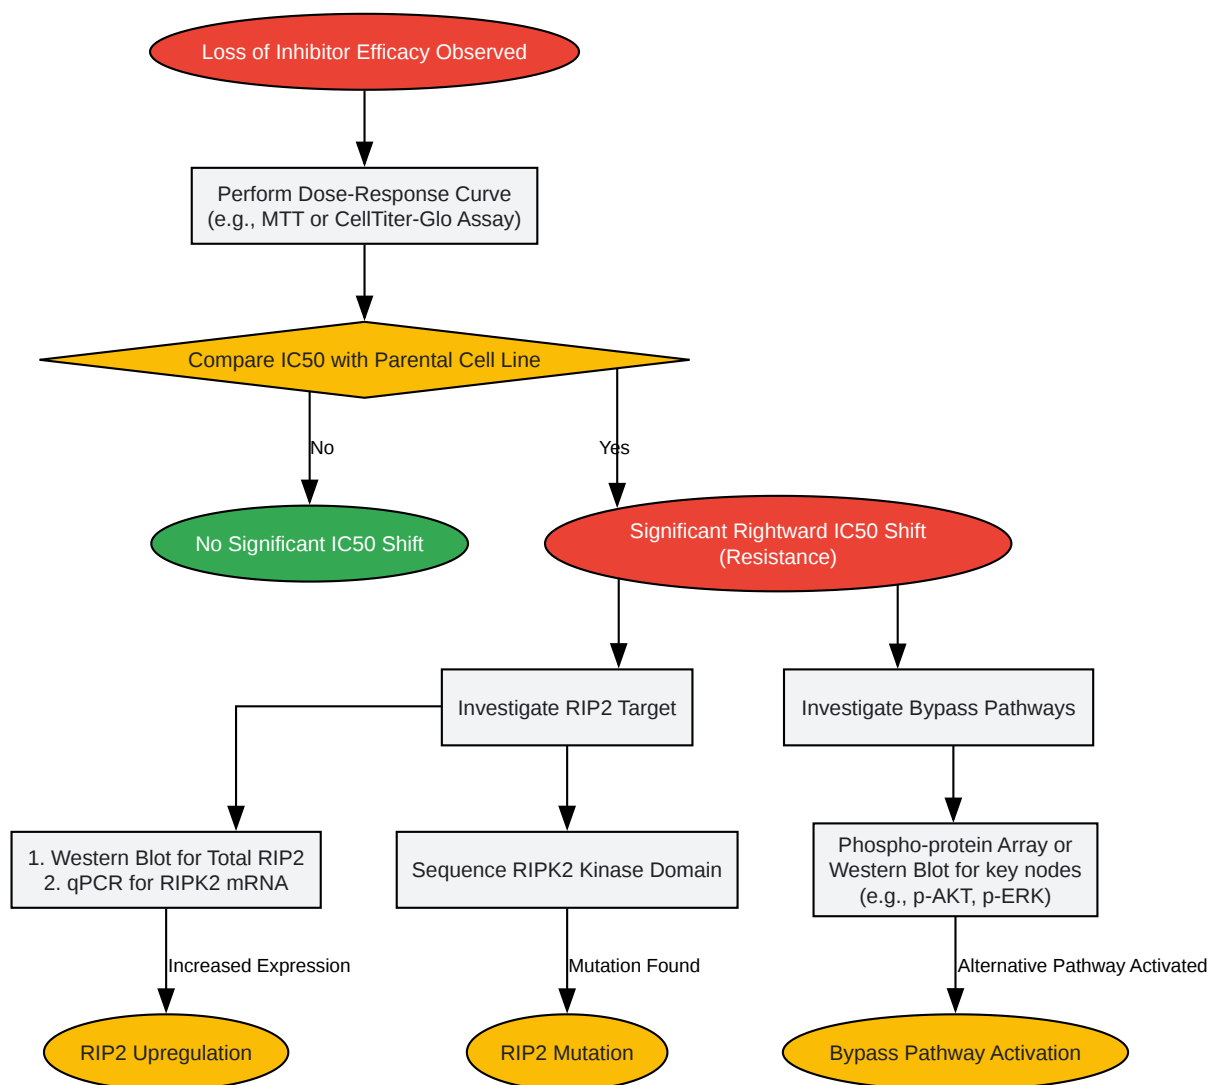 Loss of Inhibitor Efficacy Observed
Perform Dose-Response Curve
(e.g., MTT or CellTiter-Glo Assay)
Compare IC50 with Parental Cell Line
No
Yes
No Significant IC50 Shift
Significant Rightward IC50 Shift
(Resistance)
Investigate RIP2 Target
Investigate Bypass Pathways
1. Western Blot for Total RIP2
2. qPCR for RIPK2 mRNA
Sequence RIPK2 Kinase Domain
Phospho-protein Array or
Western Blot for key nodes
(e.g., p-AKT, p-ERK)
Increased Expression
Mutation Found
Alternative Pathway Activated
RIP2 Upregulation
RIP2 Mutation
Bypass Pathway Activation